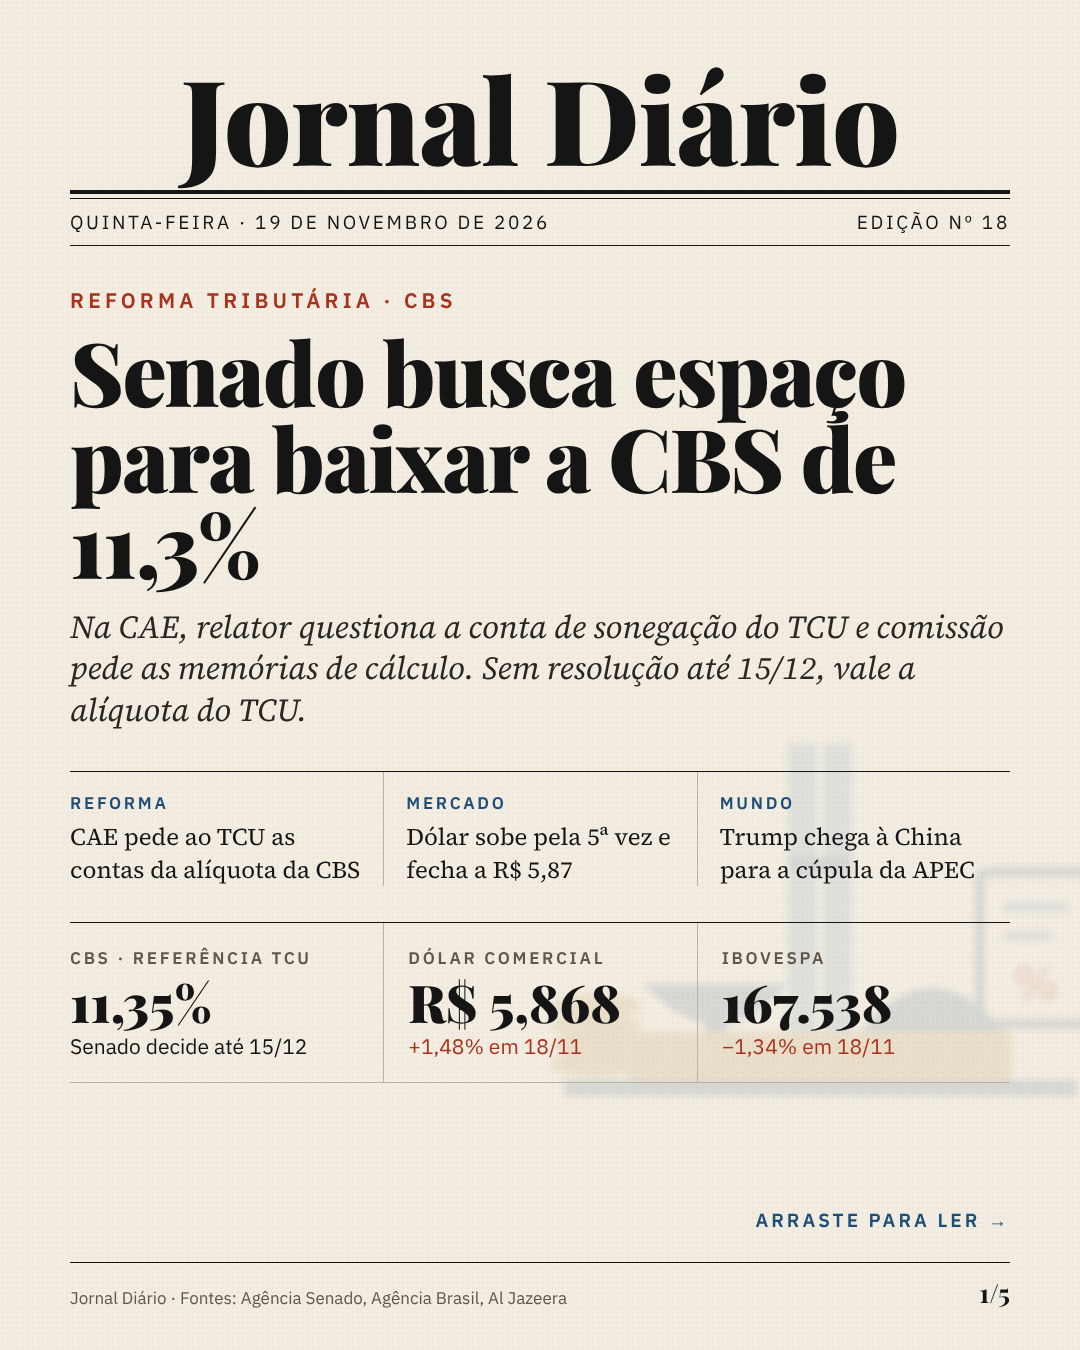 Jornal Diário
QUINTA-FEIRA · 19 DE NOVEMBRO DE 2026
EDIÇÃO Nº 18
REFORMA TRIBUTÁRIA · CBS
Senado busca espaço
para baixar a CBS de
11,3%
Na CAE, relator questiona a conta de sonegação do TCU e comissão
pede as memórias de cálculo. Sem resolução até 15/12, vale a
alíquota do TCU.
REFORMA
CAE pede ao TCU as
contas da alíquota da CBS
MERCADO
Dólar sobe pela 5ª vez e
fecha a R$ 5,87
MUNDO
Trump chega à China
para a cúpula da APEC
%
CBS · REFERÊNCIA TCU
11,35%
Senado decide até 15/12
DÓLAR COMERCIAL
R$ 5,868
+1,48% em 18/11
IBOVESPA
167.538
−1,34% em 18/11
ARRASTE PARA LER →
Jornal Diário · Fontes: Agência Senado, Agência Brasil, Al Jazeera
1/5